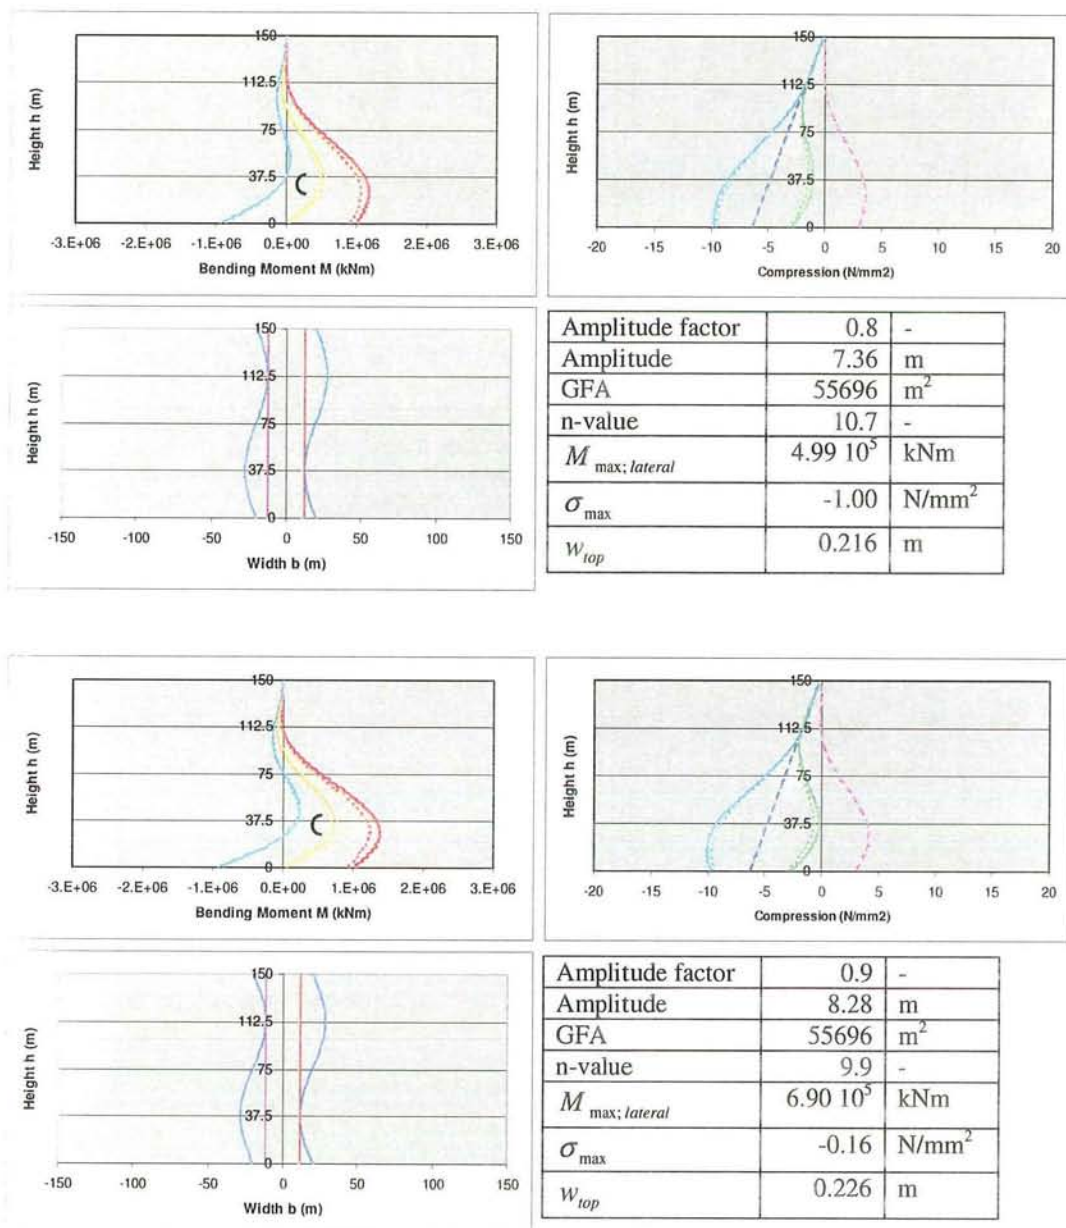 150
112.5
75
37.5
0
Height h (m)
-3.E+06 -2.E+06 -1.E+06 0.E+00 1.E+06 2.E+06 3.E+06
Bending Moment M (kNm)
150
112.5
75
37.5
0
Height h (m)
-20 -15 -10 -5 0 5 10 15 20
Compression (N/mm2)
150
112.5
75
37.5
0
Height h (m)
-150 -100 -50 0 50 100 150
Width b (m)
Amplitude factor 0.8 -
Amplitude 7.36 m
GFA 55696 m²
n-value 10.7 -
M max; lateral 4.99 10⁵ kNm
σ max -1.00 N/mm²
w top 0.216 m
150
112.5
75
37.5
0
Height h (m)
-3.E+06 -2.E+06 -1.E+06 0.E+00 1.E+06 2.E+06 3.E+06
Bending Moment M (kNm)
150
112.5
75
37.5
0
Height h (m)
-20 -15 -10 -5 0 5 10 15 20
Compression (N/mm2)
150
112.5
75
37.5
0
Height h (m)
-150 -100 -50 0 50 100 150
Width b (m)
Amplitude factor 0.9 -
Amplitude 8.28 m
GFA 55696 m²
n-value 9.9 -
M max; lateral 6.90 10⁵ kNm
σ max -0.16 N/mm²
w top 0.226 m